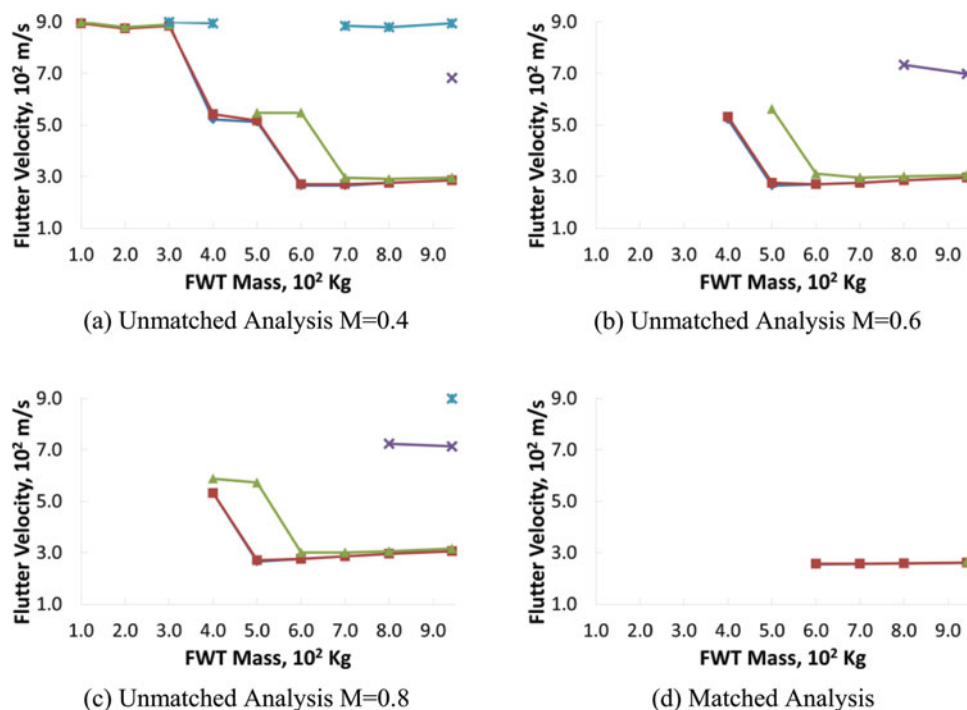 9.0 9.0
7.0 7.0
5.0 5.0
3.0 3.0
1.0 1.0
Flutter Velocity, 10² m/s Flutter Velocity, 10² m/s
1.0 2.0 3.0 4.0 5.0 6.0 7.0 8.0 9.0 1.0 2.0 3.0 4.0 5.0 6.0 7.0 8.0 9.0
FWT Mass, 10² Kg FWT Mass, 10² Kg
(a) Unmatched Analysis M=0.4 (b) Unmatched Analysis M=0.6
9.0 9.0
7.0 7.0
5.0 5.0
3.0 3.0
1.0 1.0
Flutter Velocity, 10² m/s Flutter Velocity, 10² m/s
1.0 2.0 3.0 4.0 5.0 6.0 7.0 8.0 9.0 1.0 2.0 3.0 4.0 5.0 6.0 7.0 8.0 9.0
FWT Mass, 10² Kg FWT Mass, 10² Kg
(c) Unmatched Analysis M=0.8 (d) Matched Analysis